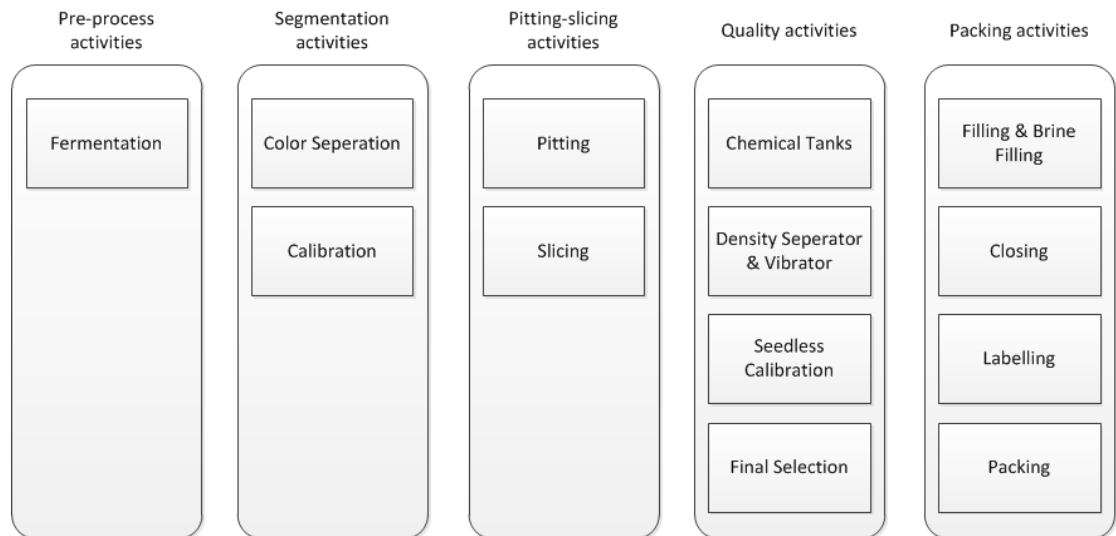 Pre-process
activities
Segmentation
activities
Pitting-slicing
activities
Quality activities
Packing activities
Fermentation
Color Seperation
Calibration
Pitting
Slicing
Chemical Tanks
Density Seperator
& Vibrator
Seedless
Calibration
Final Selection
Filling & Brine
Filling
Closing
Labelling
Packing